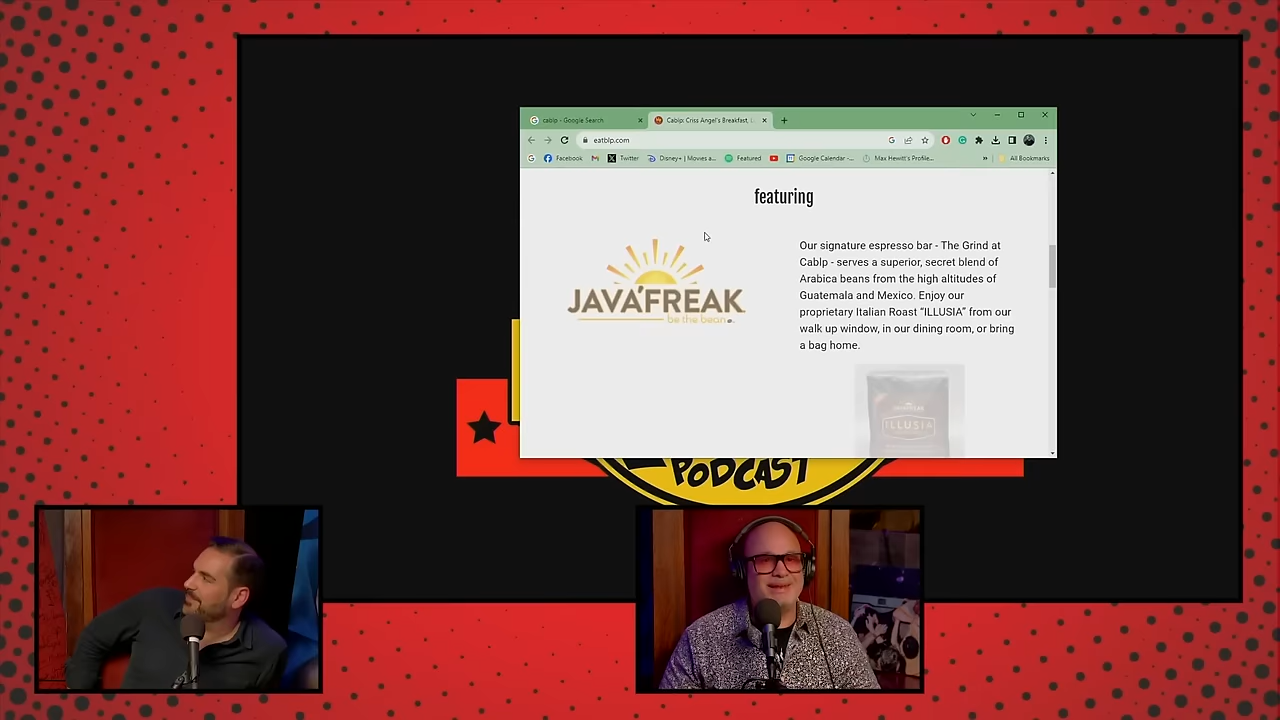 cablp - Google Search
Cablp: Criss Angel's Breakfast, L
eatblp.com
Facebook
Twitter
Disney+ | Movies a...
Featured
Google Calendar -...
Max Hewitt's Profile...
All Bookmarks
featuring
JAVA'FREAK
be the bean
Our signature espresso bar - The Grind at
Cablp - serves a superior, secret blend of
Arabica beans from the high altitudes of
Guatemala and Mexico. Enjoy our
proprietary Italian Roast “ILLUSIA” from our
walk up window, in our dining room, or bring
a bag home.
ILLUSIA
PODCAST